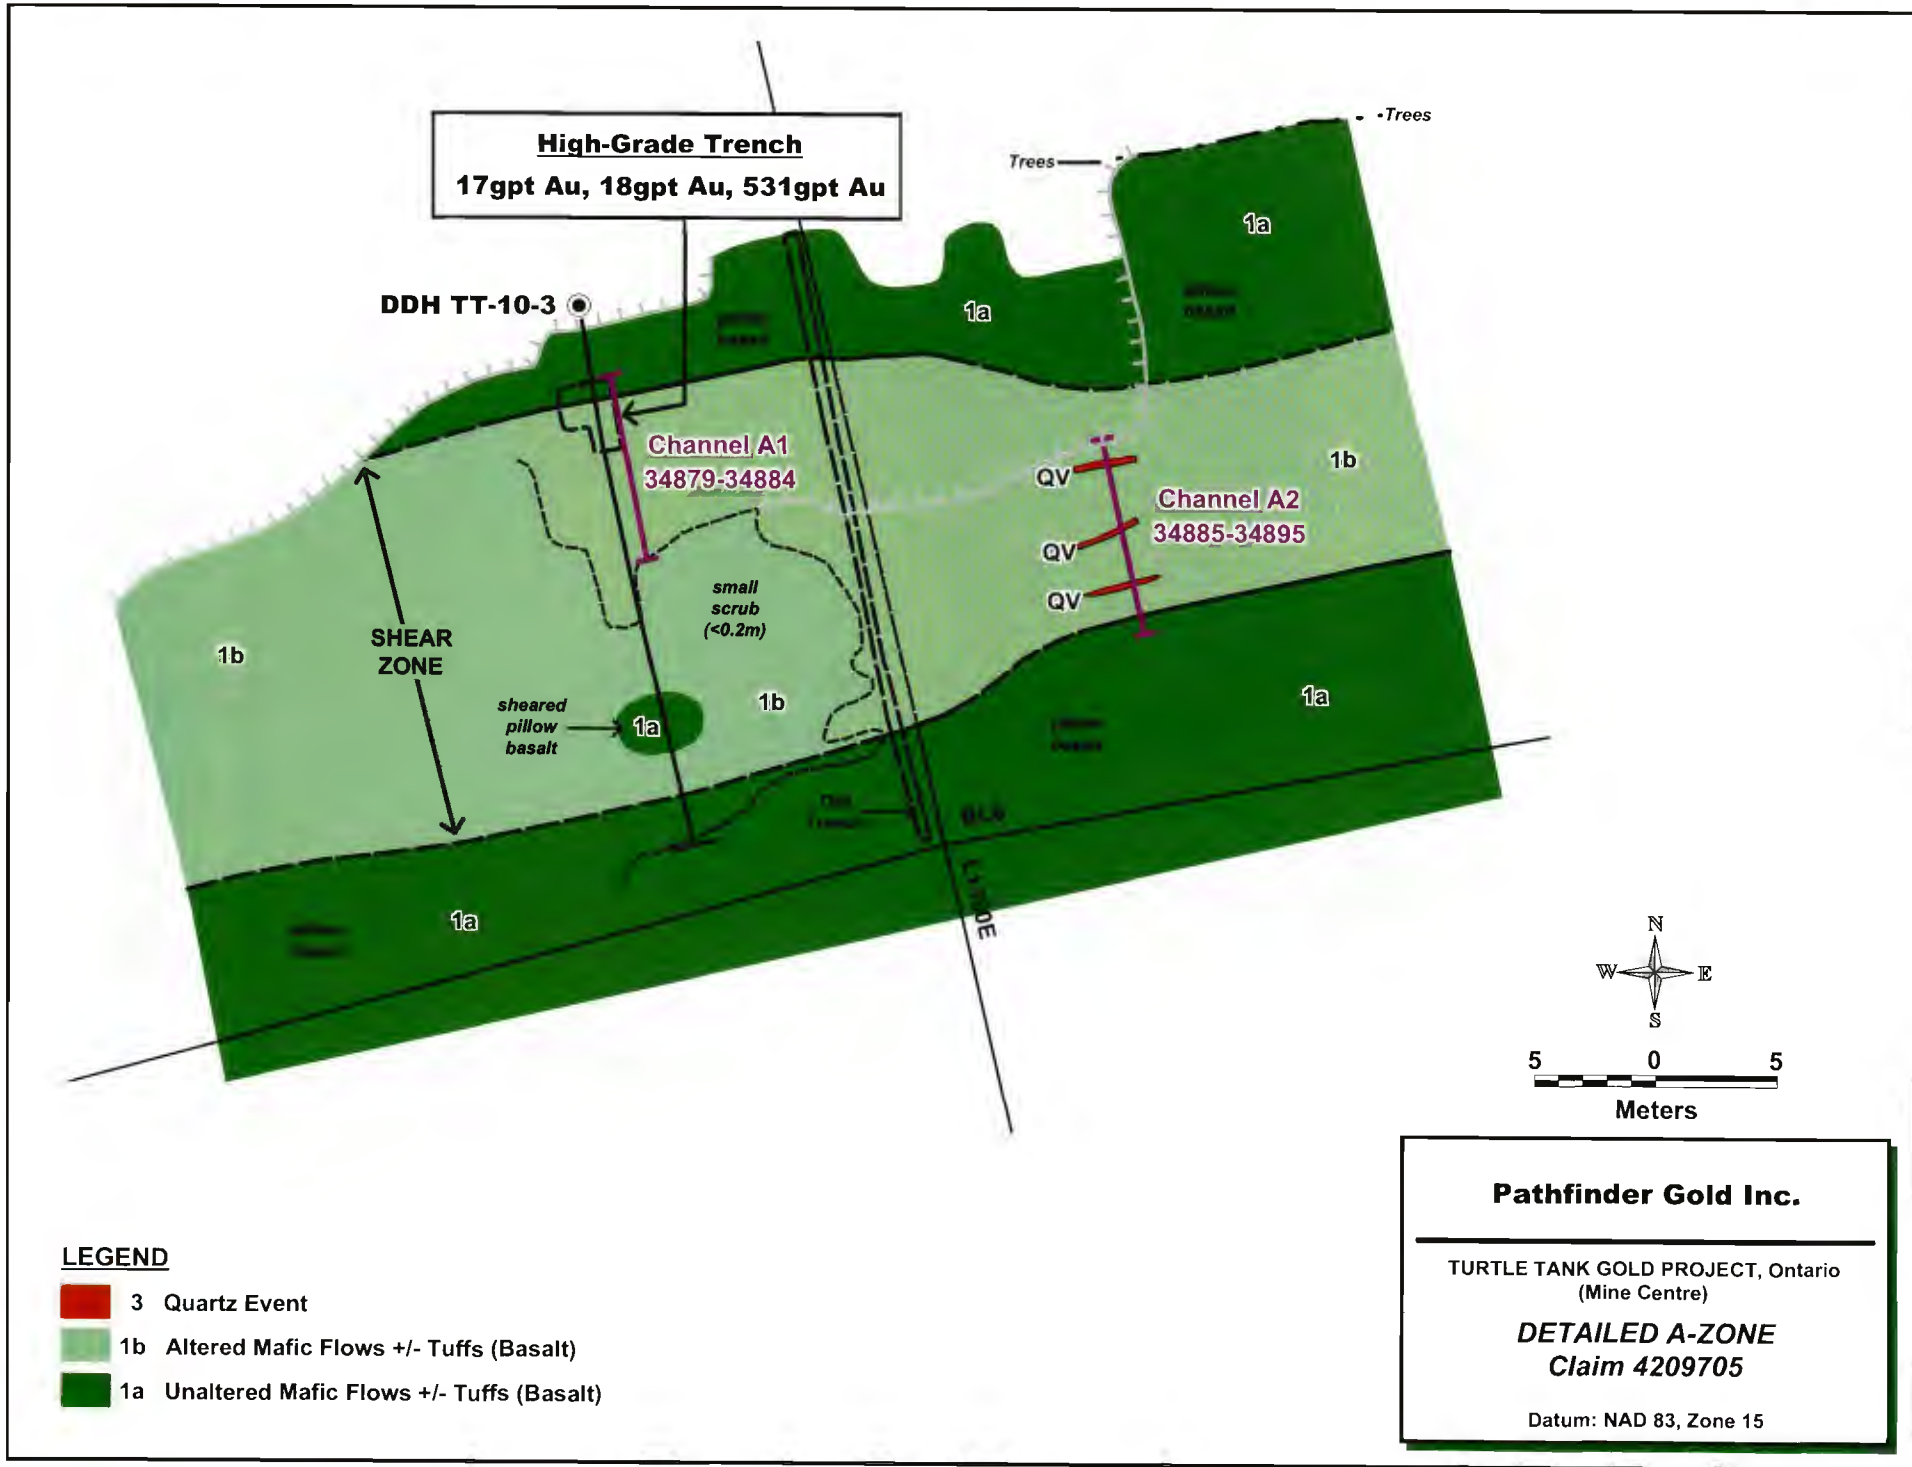 Trees
Trees
High-Grade Trench
17gpt Au, 18gpt Au, 531gpt Au
1a
DDH TT-10-3
1a
Channel A1
34879-34884
1b
QV
Channel A2
34885-34895
QV
QV
small
scrub
(<0.2m)
SHEAR
ZONE
1b
1b
1a
sheared
pillow
basalt
1a
1a
N
W
E
S
5 0 5
Meters
Pathfinder Gold Inc.
TURTLE TANK GOLD PROJECT, Ontario
(Mine Centre)
DETAILED A-ZONE
Claim 4209705
Datum: NAD 83, Zone 15
LEGEND
3 Quartz Event
1b Altered Mafic Flows +/- Tuffs (Basalt)
1a Unaltered Mafic Flows +/- Tuffs (Basalt)